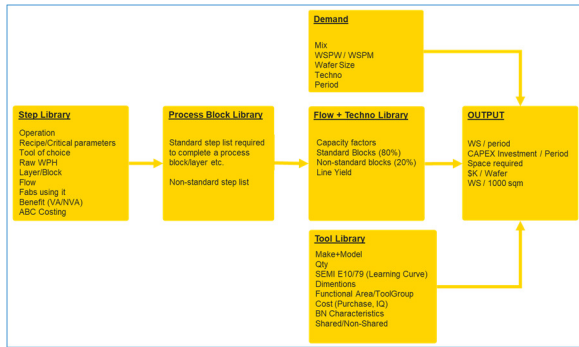 Demand
Mix
WSPW / WSPM
Wafer Size
Techno
Period
Step Library
Operation
Recipe/Critical parameters
Tool of choice
Raw WPH
Layer/Block
Flow
Fabs using it
Benefit (VA/NVA)
ABC Costing
Process Block Library
Standard step list required
to complete a process
block/layer etc.
Non-standard step list
Flow + Techno Library
Capacity factors
Standard Blocks (80%)
Non-standard blocks (20%)
Line Yield
OUTPUT
WS / period
CAPEX Investment / Period
Space required
$K / Wafer
WS / 1000 sqm
Tool Library
Make+Model
Qty
SEMI E10/79 (Learning Curve)
Dimentions
Functional Area/ToolGroup
Cost (Purchase, IQ)
BN Characteristics
Shared/Non-Shared